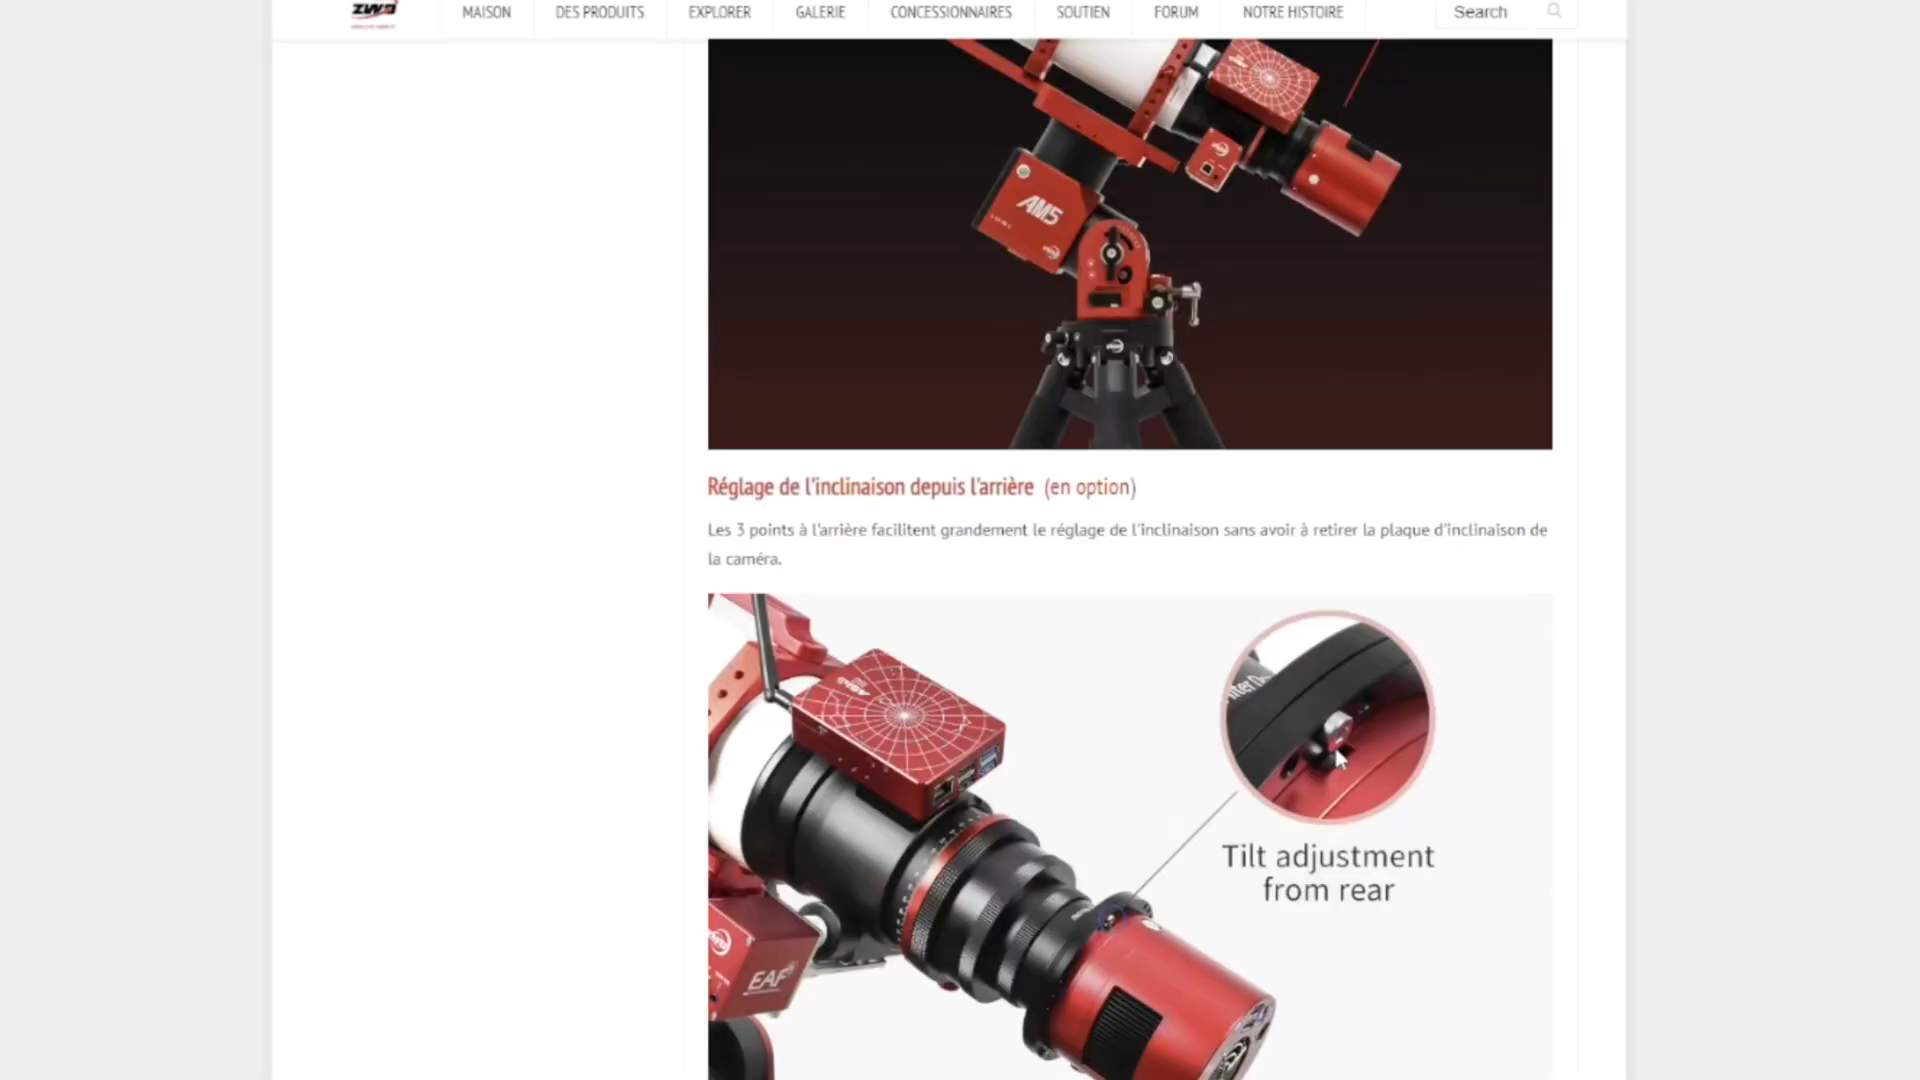 ZWO
MAISON
DES PRODUITS
EXPLORER
GALERIE
CONCESSIONNAIRES
SOUTIEN
FORUM
NOTRE HISTOIRE
Search
AM5
Réglage de l'inclinaison depuis l'arrière (en option)
Les 3 points à l'arrière facilitent grandement le réglage de l'inclinaison sans avoir à retirer la plaque d'inclinaison de
la caméra.
Tilt adjustment
from rear
EAF